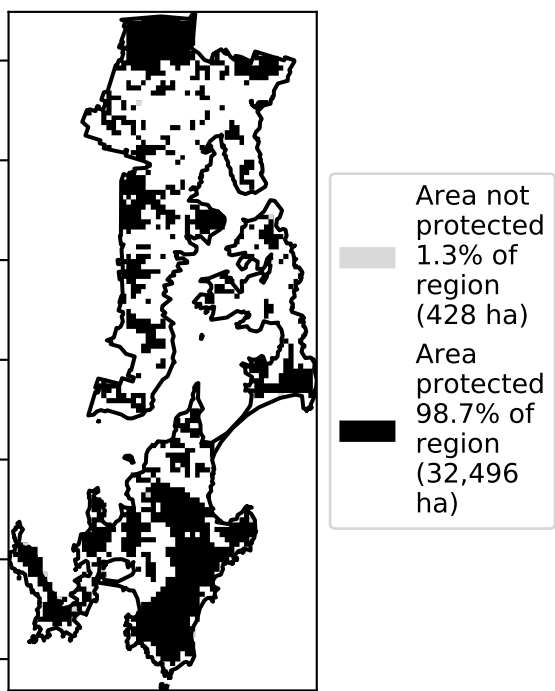 Area not
protected
1.3% of
region
(428 ha)
Area
protected
98.7% of
region
(32,496
ha)